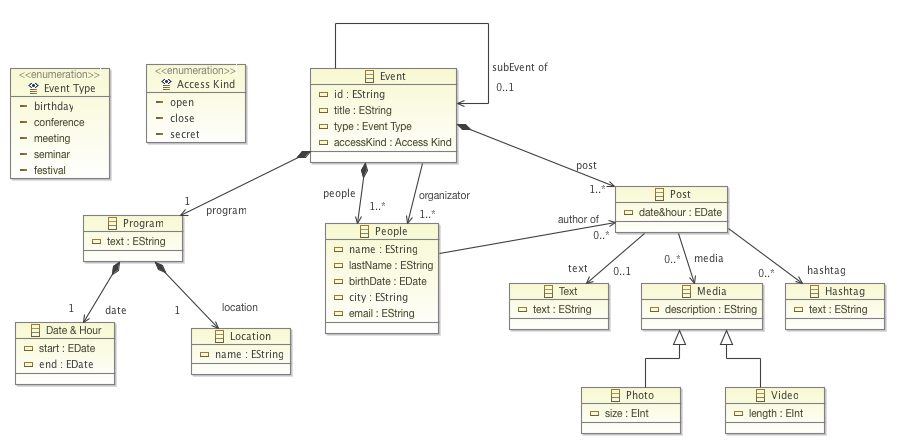 <<enumeration>>
Event Type
birthday
conference
meeting
seminar
festival
<<enumeration>>
Access Kind
open
close
secret
Event
id : EString
title : EString
type : Event Type
accessKind : Access Kind
subEvent of
0..1
1
program
people
1..*
organizator
1..*
post
1..*
Program
text : EString
People
name : EString
lastName : EString
birthDate : EDate
city : EString
email : EString
author of
0..*
Post
date&hour : EDate
1
date
1
location
text
0..1
0..*
media
0..*
hashtag
Date & Hour
start : EDate
end : EDate
Location
name : EString
Text
text : EString
Media
description : EString
Hashtag
text : EString
Photo
size : EInt
Video
length : EInt